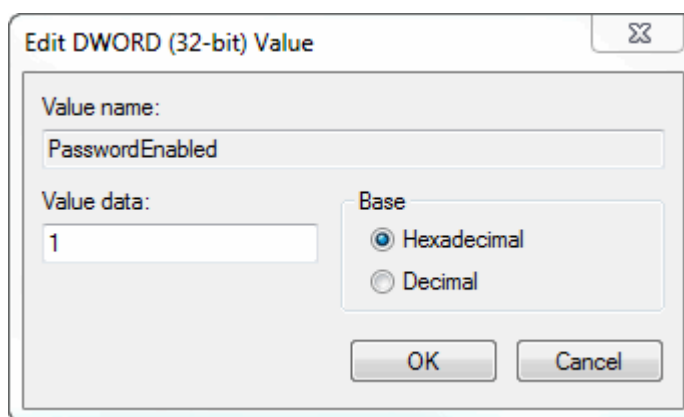 Edit DWORD (32-bit) Value
Value name:
PasswordEnabled
Value data:
1
Base
Hexadecimal
Decimal
OK
Cancel